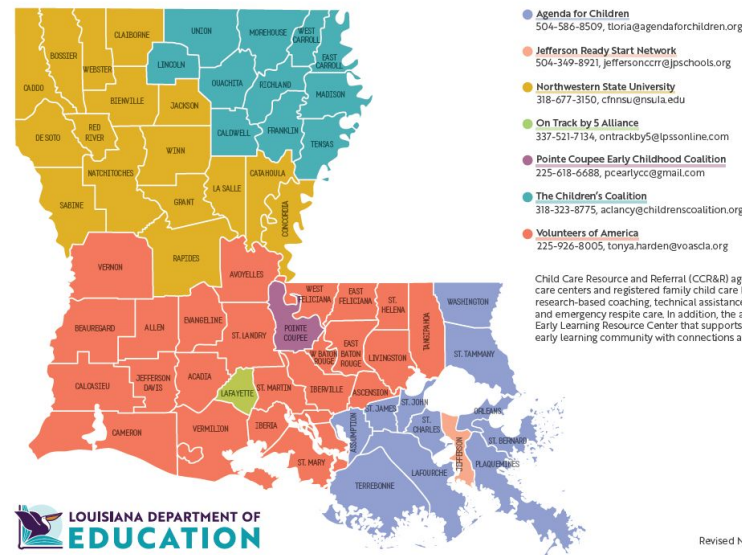 Agenda for Children
504-586-8509, tloria@agendaforchildren.org
Jefferson Ready Start Network
504-349-8921, jeffersonccrr@jpschools.org
Northwestern State University
318-677-3150, cfnnsu@nsula.edu
On Track by 5 Alliance
337-521-7134, ontrackby5@lpssonline.com
Pointe Coupee Early Childhood Coalition
225-618-6688, pcearlycc@gmail.com
The Children's Coalition
318-323-8775, aclancy@childrenscoalition.org
Volunteers of America
225-926-8005, tonya.harden@voascla.org
Child Care Resource and Referral (CCR&R) ag
care centers and registered family child care
research-based coaching, technical assistance
and emergency respite care. In addition, the a
Early Learning Resource Center that supports
early learning community with connections a
CADDO
BOSSIER
WEBSTER
CLAIBORNE
UNION
MOREHOUSE
WEST
CARROLL
EAST
CARROLL
LINCOLN
OUACHITA
RICHLAND
MADISON
BIENVILLE
JACKSON
DE SOTO
RED
RIVER
CALDWELL
FRANKLIN
TENSAS
WINN
NATCHITOCHES
SABINE
GRANT
LA SALLE
CATAHOULA
CONCORDIA
VERNON
RAPIDES
AVOYELLES
WEST
FELICIANA
EAST
FELICIANA
ST.
HELENA
TANGIPAHOA
WASHINGTON
BEAUREGARD
ALLEN
EVANGELINE
ST. LANDRY
POINTE
COUPEE
W BATON
ROUGE
EAST
BATON
ROUGE
LIVINGSTON
ST. TAMMANY
CALCASIEU
JEFFERSON
DAVIS
ACADIA
LAFAYETTE
ST. MARTIN
IBERVILLE
ASCENSION
ST. JAMES
ST. JOHN
ORLEANS
CAMERON
VERMILION
IBERIA
ST. MARY
ASSUMPTION
ST.
CHARLES
JEFFERSON
ST. BERNARD
PLAQUEMINES
LAFOURCHE
TERREBONNE
LOUISIANA DEPARTMENT OF
EDUCATION
Revised N